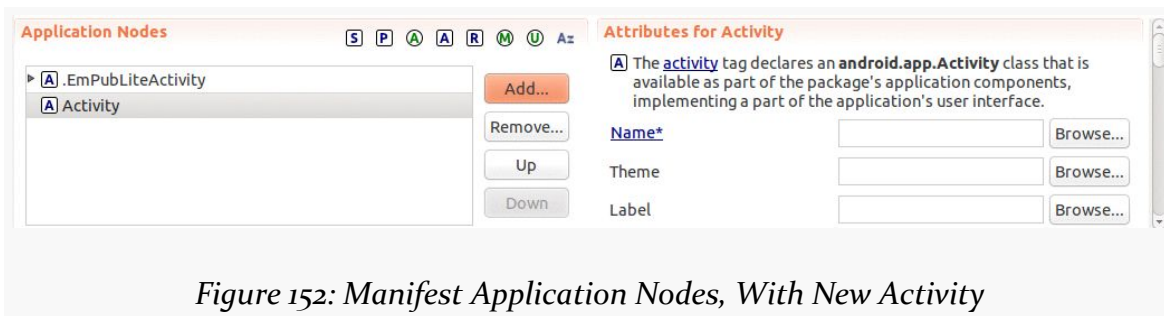 Application Nodes
S P A A R M U Az
.EmPubLiteActivity
A Activity
Add...
Remove...
Up
Down
Attributes for Activity
A The activity tag declares an android.app.Activity class that is
available as part of the package's application components,
implementing a part of the application's user interface.
Name* Browse...
Theme Browse...
Label Browse...
Figure 152: Manifest Application Nodes, With New Activity